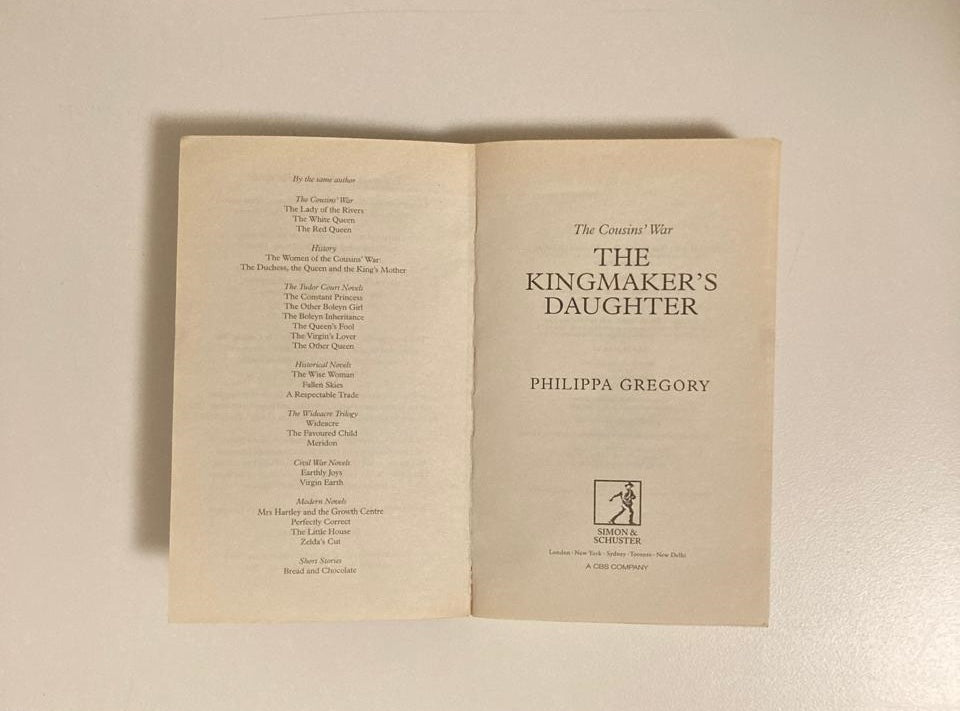 By the same author
The Cousins' War
The Lady of the Rivers
The White Queen
The Red Queen
History
The Women of the Cousins' War:
The Duchess, the Queen and the King's Mother
The Tudor Court Novels
The Constant Princess
The Other Boleyn Girl
The Boleyn Inheritance
The Queen's Fool
The Virgin's Lover
The Other Queen
Historical Novels
The Wise Woman
Fallen Skies
A Respectable Trade
The Wideacre Trilogy
Wideacre
The Favoured Child
Meridon
Civil War Novels
Earthly Joys
Virgin Earth
Modern Novels
Mrs Hartley and the Growth Centre
Perfectly Correct
The Little House
Zelda's Cut
Short Stories
Bread and Chocolate
The Cousins' War
THE
KINGMAKER'S
DAUGHTER
PHILIPPA GREGORY
SIMON &
SCHUSTER
London · New York · Sydney · Toronto · New Delhi
A CBS COMPANY